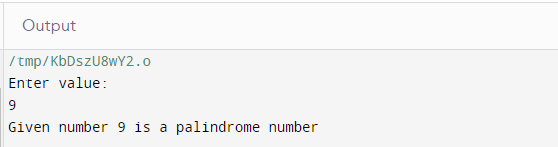 Output
/tmp/KbDszU8wY2.o
Enter value:
9
Given number 9 is a palindrome number